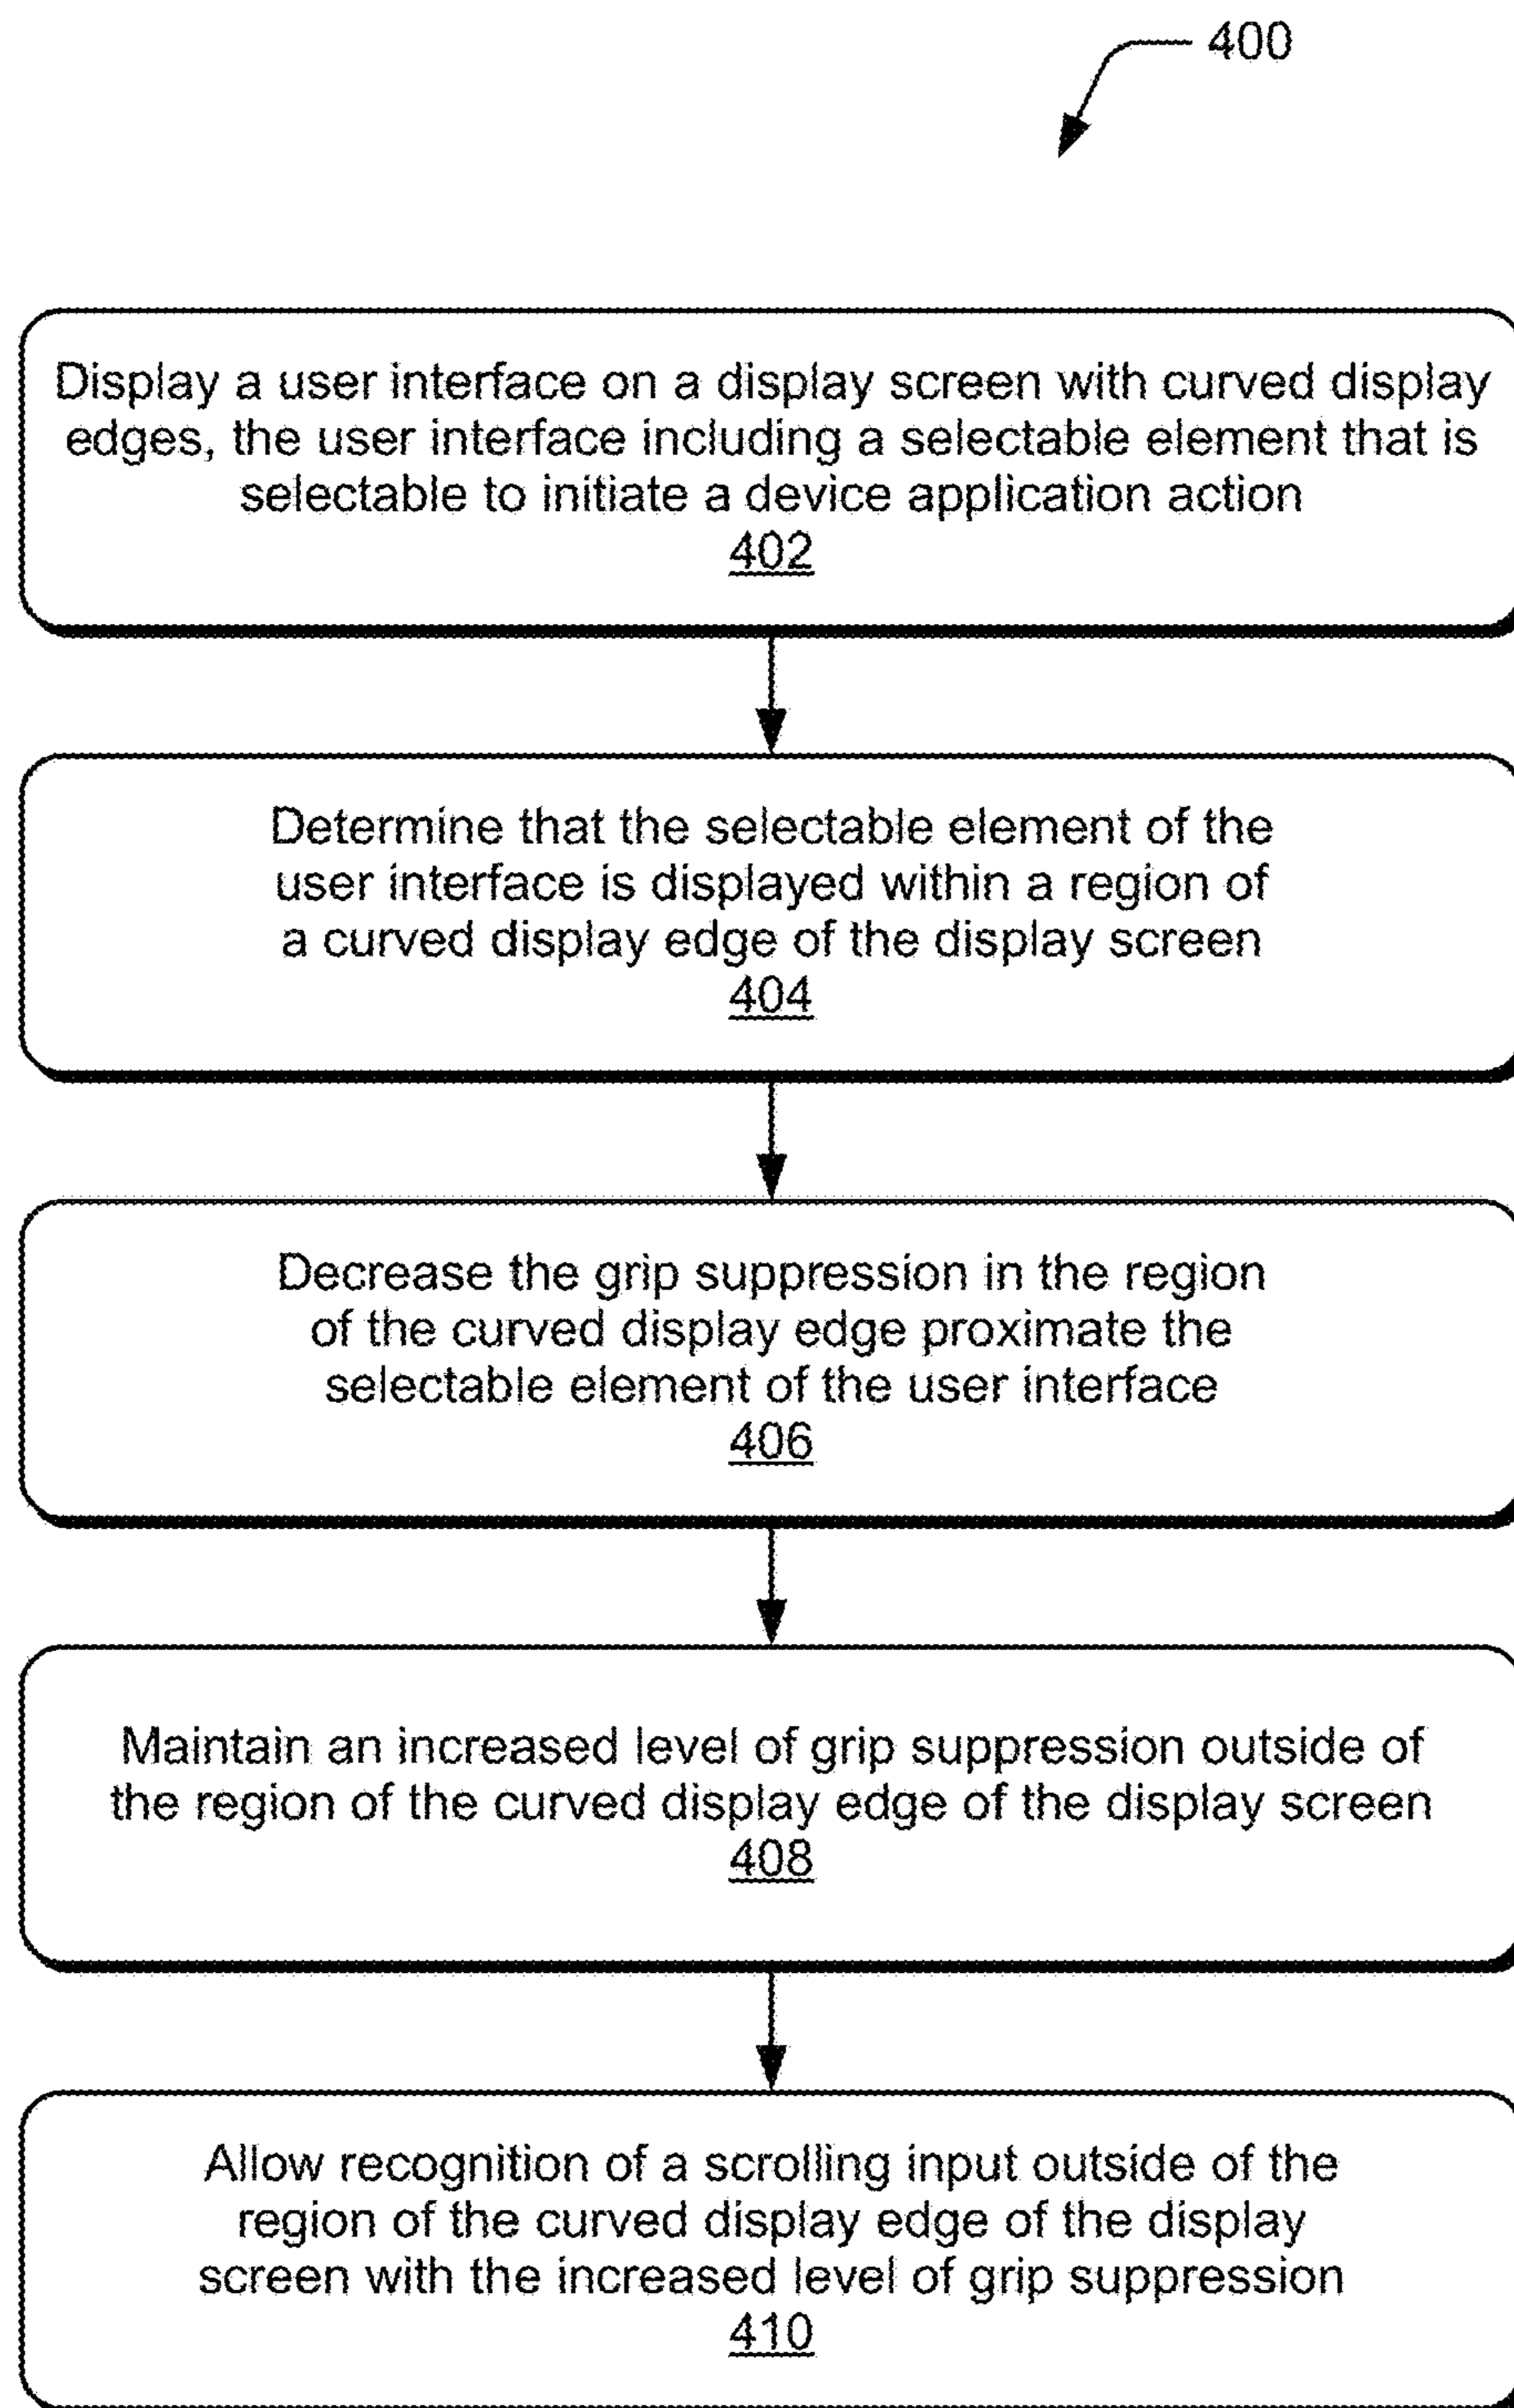 400
Display a user interface on a display screen with curved display
edges, the user interface including a selectable element that is
selectable to initiate a device application action
402
Determine that the selectable element of the
user interface is displayed within a region of
a curved display edge of the display screen
404
Decrease the grip suppression in the region
of the curved display edge proximate the
selectable element of the user interface
406
Maintain an increased level of grip suppression outside of
the region of the curved display edge of the display screen
408
Allow recognition of a scrolling input outside of the
region of the curved display edge of the display
screen with the increased level of grip suppression
410